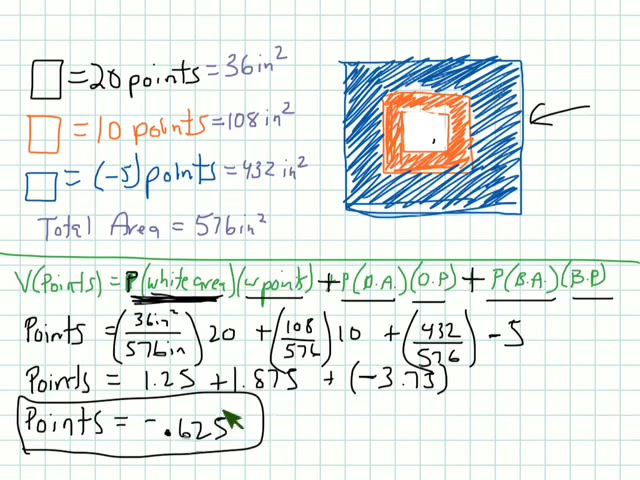 = 20 points = 36 in²
= 10 points = 108 in²
= (-5) points = 432 in²
Total Area = 576 in²
V(Points) = P(white area)(w points) + P(O.A.)(O.P) + P(B.A.)(B.P)
Points = (36in²/576in) 20 + (108/576) 10 + (432/576) -5
Points = 1.25 + 1.875 + (-3.75)
Points = -.625